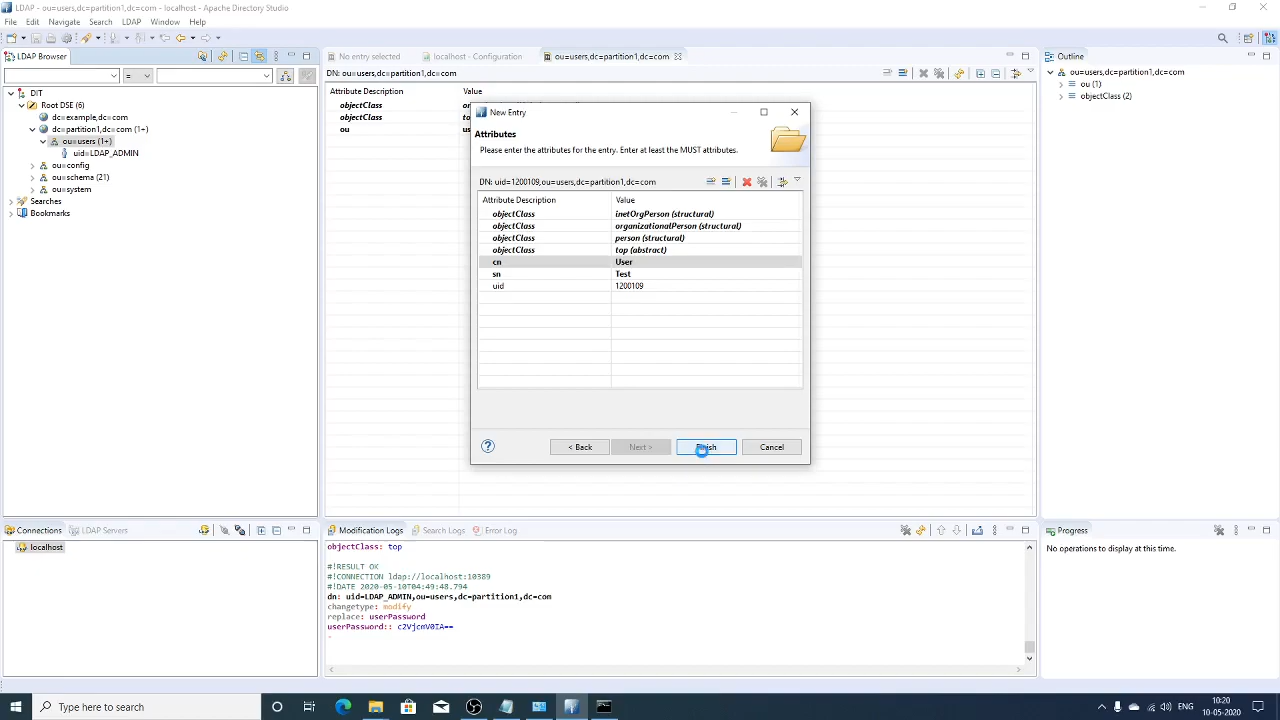 LDAP - ou=users,dc=partition1,dc=com - localhost - Apache Directory Studio
File Edit Navigate Search LDAP Window Help
LDAP Browser
No entry selected
localhost - Configuration
ou=users,dc=partition1,dc=com
Outline
DN: ou=users,dc=partition1,dc=com
ou=users,dc=partition1,dc=com
ou (1)
objectClass (2)
=
DIT
Root DSE (6)
dc=example,dc=com
dc=partition1,dc=com (1+)
ou=users (1+)
uid=LDAP_ADMIN
ou=config
ou=schema (21)
ou=system
Searches
Bookmarks
Attribute Description Value
objectClass
objectClass
ou
New Entry
Attributes
Please enter the attributes for the entry. Enter at least the MUST attributes.
DN: uid=1200109,ou=users,dc=partition1,dc=com
Attribute Description Value
objectClass inetOrgPerson (structural)
objectClass organizationalPerson (structural)
objectClass person (structural)
objectClass top (abstract)
cn User
sn Test
uid 1200109
< Back Next > Finish Cancel
Connections LDAP Servers
localhost
Modification Logs Search Logs Error Log
objectClass: top
#!RESULT OK
#!CONNECTION ldap://localhost:10389
#!DATE 2020-05-10T04:49:48.794
dn: uid=LDAP_ADMIN,ou=users,dc=partition1,dc=com
changetype: modify
replace: userPassword
userPassword:: c2VjcmV0IA==
-
Progress
No operations to display at this time.
Type here to search
ENG
10:20
10-05-2020